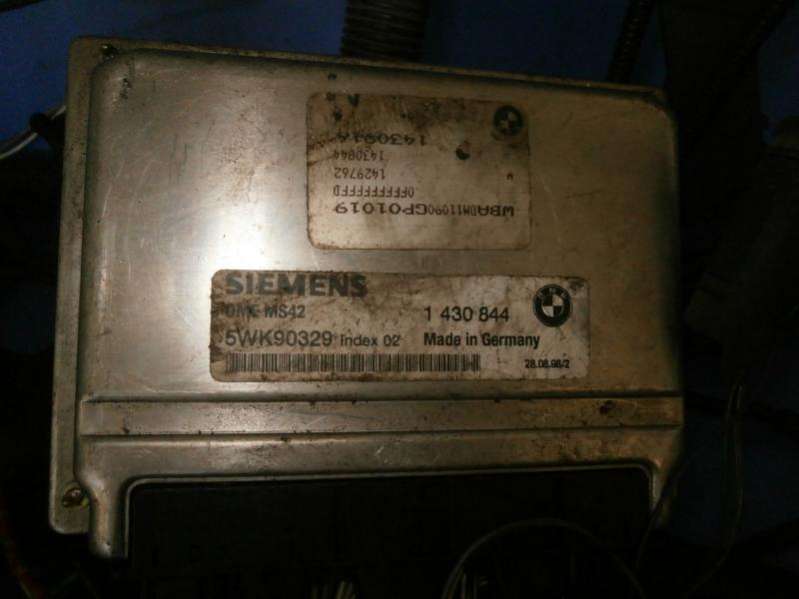 WBADM11090GP01019
0FFFFFFFFD
1429762
1430844
1430914
A
SIEMENS
DME MS42
1 430 844
5WK90329 Index 02
Made in Germany
28.08.98/2